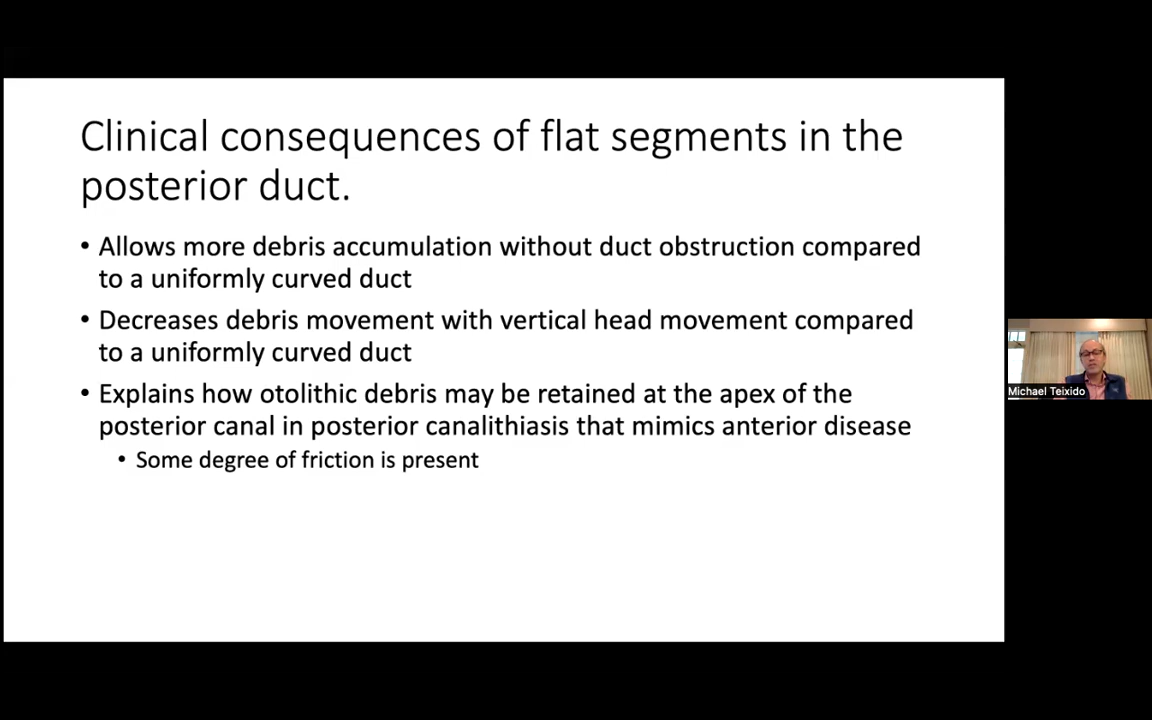 Clinical consequences of flat segments in the
posterior duct.
• Allows more debris accumulation without duct obstruction compared
to a uniformly curved duct
• Decreases debris movement with vertical head movement compared
to a uniformly curved duct
• Explains how otolithic debris may be retained at the apex of the
posterior canal in posterior canalithiasis that mimics anterior disease
• Some degree of friction is present
Michael Teixido